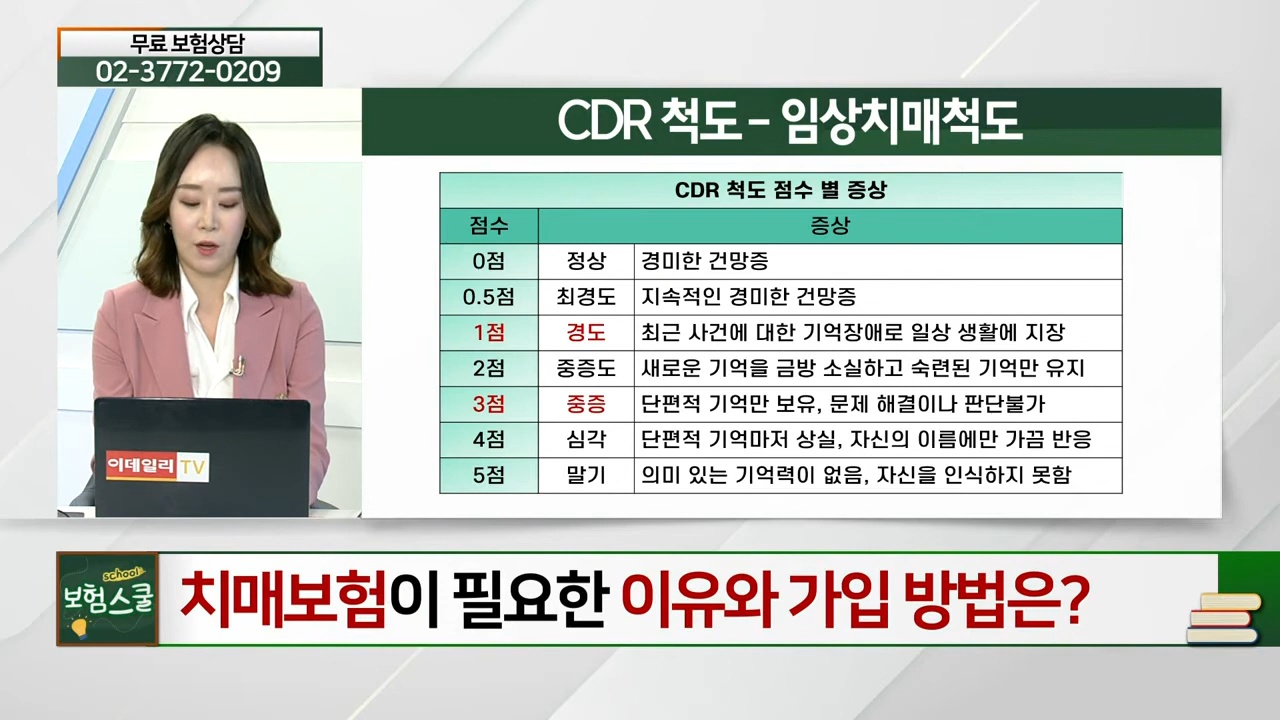 무료 보험상담
02-3772-0209
CDR 척도 - 임상치매척도
CDR 척도 점수 별 증상
점수 증상
0점 정상 경미한 건망증
0.5점 최경도 지속적인 경미한 건망증
1점 경도 최근 사건에 대한 기억장애로 일상 생활에 지장
2점 중증도 새로운 기억을 금방 소실하고 숙련된 기억만 유지
3점 중증 단편적 기억만 보유, 문제 해결이나 판단불가
4점 심각 단편적 기억마저 상실, 자신의 이름에만 가끔 반응
5점 말기 의미 있는 기억력이 없음, 자신을 인식하지 못함
이데일리 TV
school
보험스쿨
치매보험이 필요한 이유와 가입 방법은?